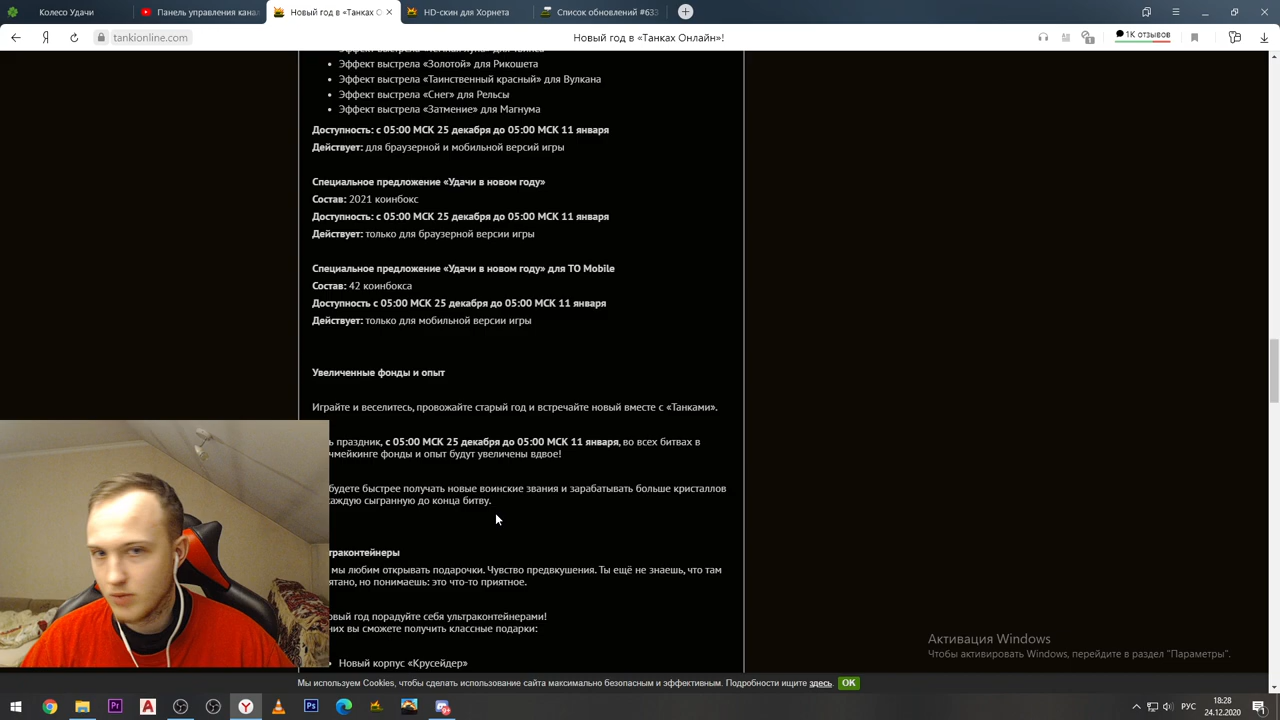 Колесо Удачи
Панель управления кана
Новый год в «Танках О
HD-скин для Хорнета
Список обновлений #633
tankionline.com
Новый год в «Танках Онлайн»!
1K отзывов
Эффект выстрела «Золотой» для Рикошета
Эффект выстрела «Таинственный красный» для Вулкана
Эффект выстрела «Снег» для Рельсы
Эффект выстрела «Затмение» для Магнума
Доступность: с 05:00 МСК 25 декабря до 05:00 МСК 11 января
Действует: для браузерной и мобильной версий игры
Специальное предложение «Удачи в новом году»
Состав: 2021 коинбокс
Доступность: с 05:00 МСК 25 декабря до 05:00 МСК 11 января
Действует: только для браузерной версии игры
Специальное предложение «Удачи в новом году» для TO Mobile
Состав: 42 коинбокса
Доступность с 05:00 МСК 25 декабря до 05:00 МСК 11 января
Действует: только для мобильной версии игры
Увеличенные фонды и опыт
Играйте и веселитесь, провожайте старый год и встречайте новый вместе с «Танками».
ь праздник, с 05:00 МСК 25 декабря до 05:00 МСК 11 января, во всех битвах в
чмейкинге фонды и опыт будут увеличены вдвое!
будете быстрее получать новые воинские звания и зарабатывать больше кристаллов
каждую сыгранную до конца битву.
траконтейнеры
мы любим открывать подарочки. Чувство предвкушения. Ты ещё не знаешь, что там
ятано, но понимаешь: это что-то приятное.
овый год порадуйте себя ультраконтейнерами!
них вы сможете получить классные подарки:
Новый корпус «Крусейдер»
Активация Windows
Чтобы активировать Windows, перейдите в раздел "Параметры".
Мы используем Cookies, чтобы сделать использование сайта максимально безопасным и эффективным. Подробности ищите здесь OK
РУС
18:28
24.12.2020